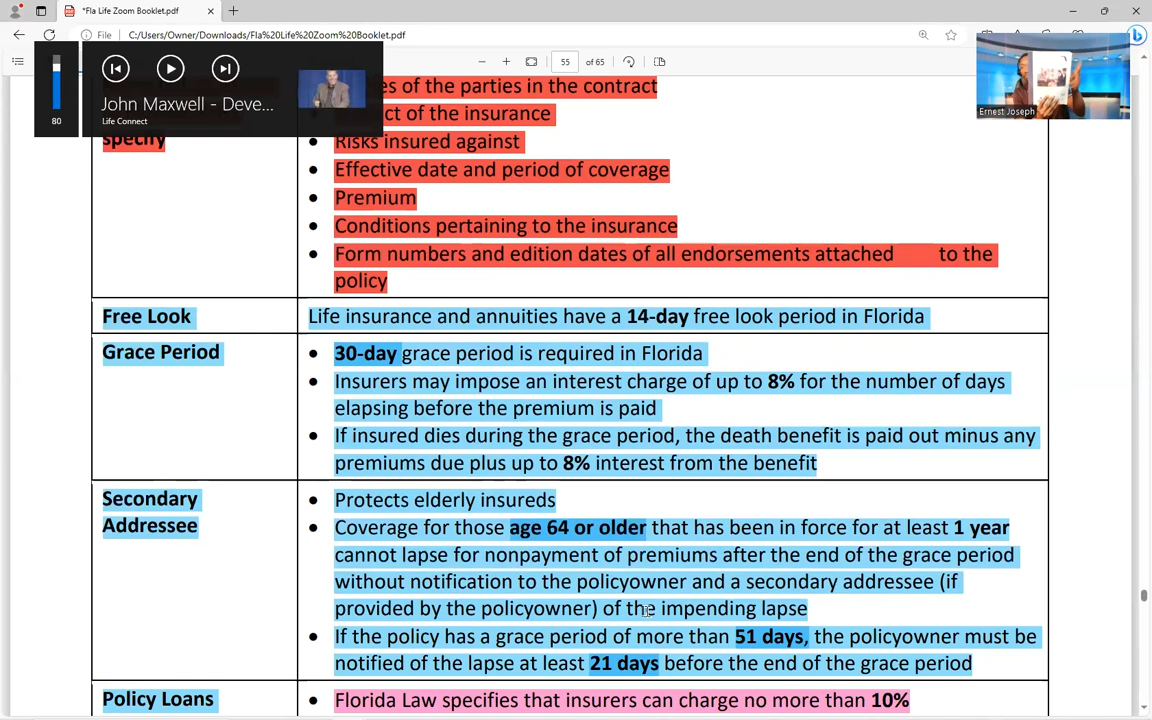 *Fla Life Zoom Booklet.pdf
File
C:/Users/Owner/Downloads/Fla%20Life%20Zoom%20Booklet.pdf
55 of 65
John Maxwell - Deve...
Life Connect
80
Ernest Joseph
es of the parties in the contract
ct of the insurance
specify
• Risks insured against
• Effective date and period of coverage
• Premium
• Conditions pertaining to the insurance
• Form numbers and edition dates of all endorsements attached to the
policy
Free Look
Life insurance and annuities have a 14-day free look period in Florida
Grace Period
• 30-day grace period is required in Florida
• Insurers may impose an interest charge of up to 8% for the number of days
elapsing before the premium is paid
• If insured dies during the grace period, the death benefit is paid out minus any
premiums due plus up to 8% interest from the benefit
Secondary
Addressee
• Protects elderly insureds
• Coverage for those age 64 or older that has been in force for at least 1 year
cannot lapse for nonpayment of premiums after the end of the grace period
without notification to the policyowner and a secondary addressee (if
provided by the policyowner) of the impending lapse
• If the policy has a grace period of more than 51 days, the policyowner must be
notified of the lapse at least 21 days before the end of the grace period
Policy Loans
• Florida Law specifies that insurers can charge no more than 10%